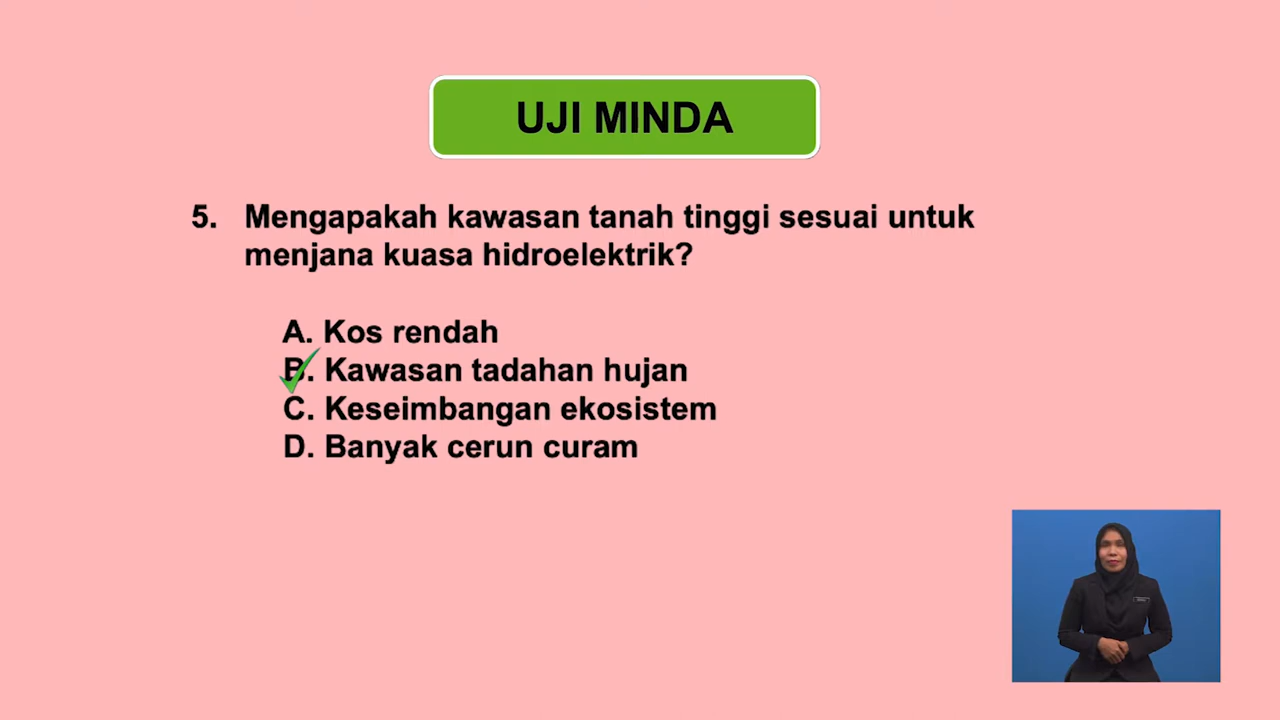 UJI MINDA
5. Mengapakah kawasan tanah tinggi sesuai untuk
menjana kuasa hidroelektrik?
A. Kos rendah
B. Kawasan tadahan hujan
C. Keseimbangan ekosistem
D. Banyak cerun curam